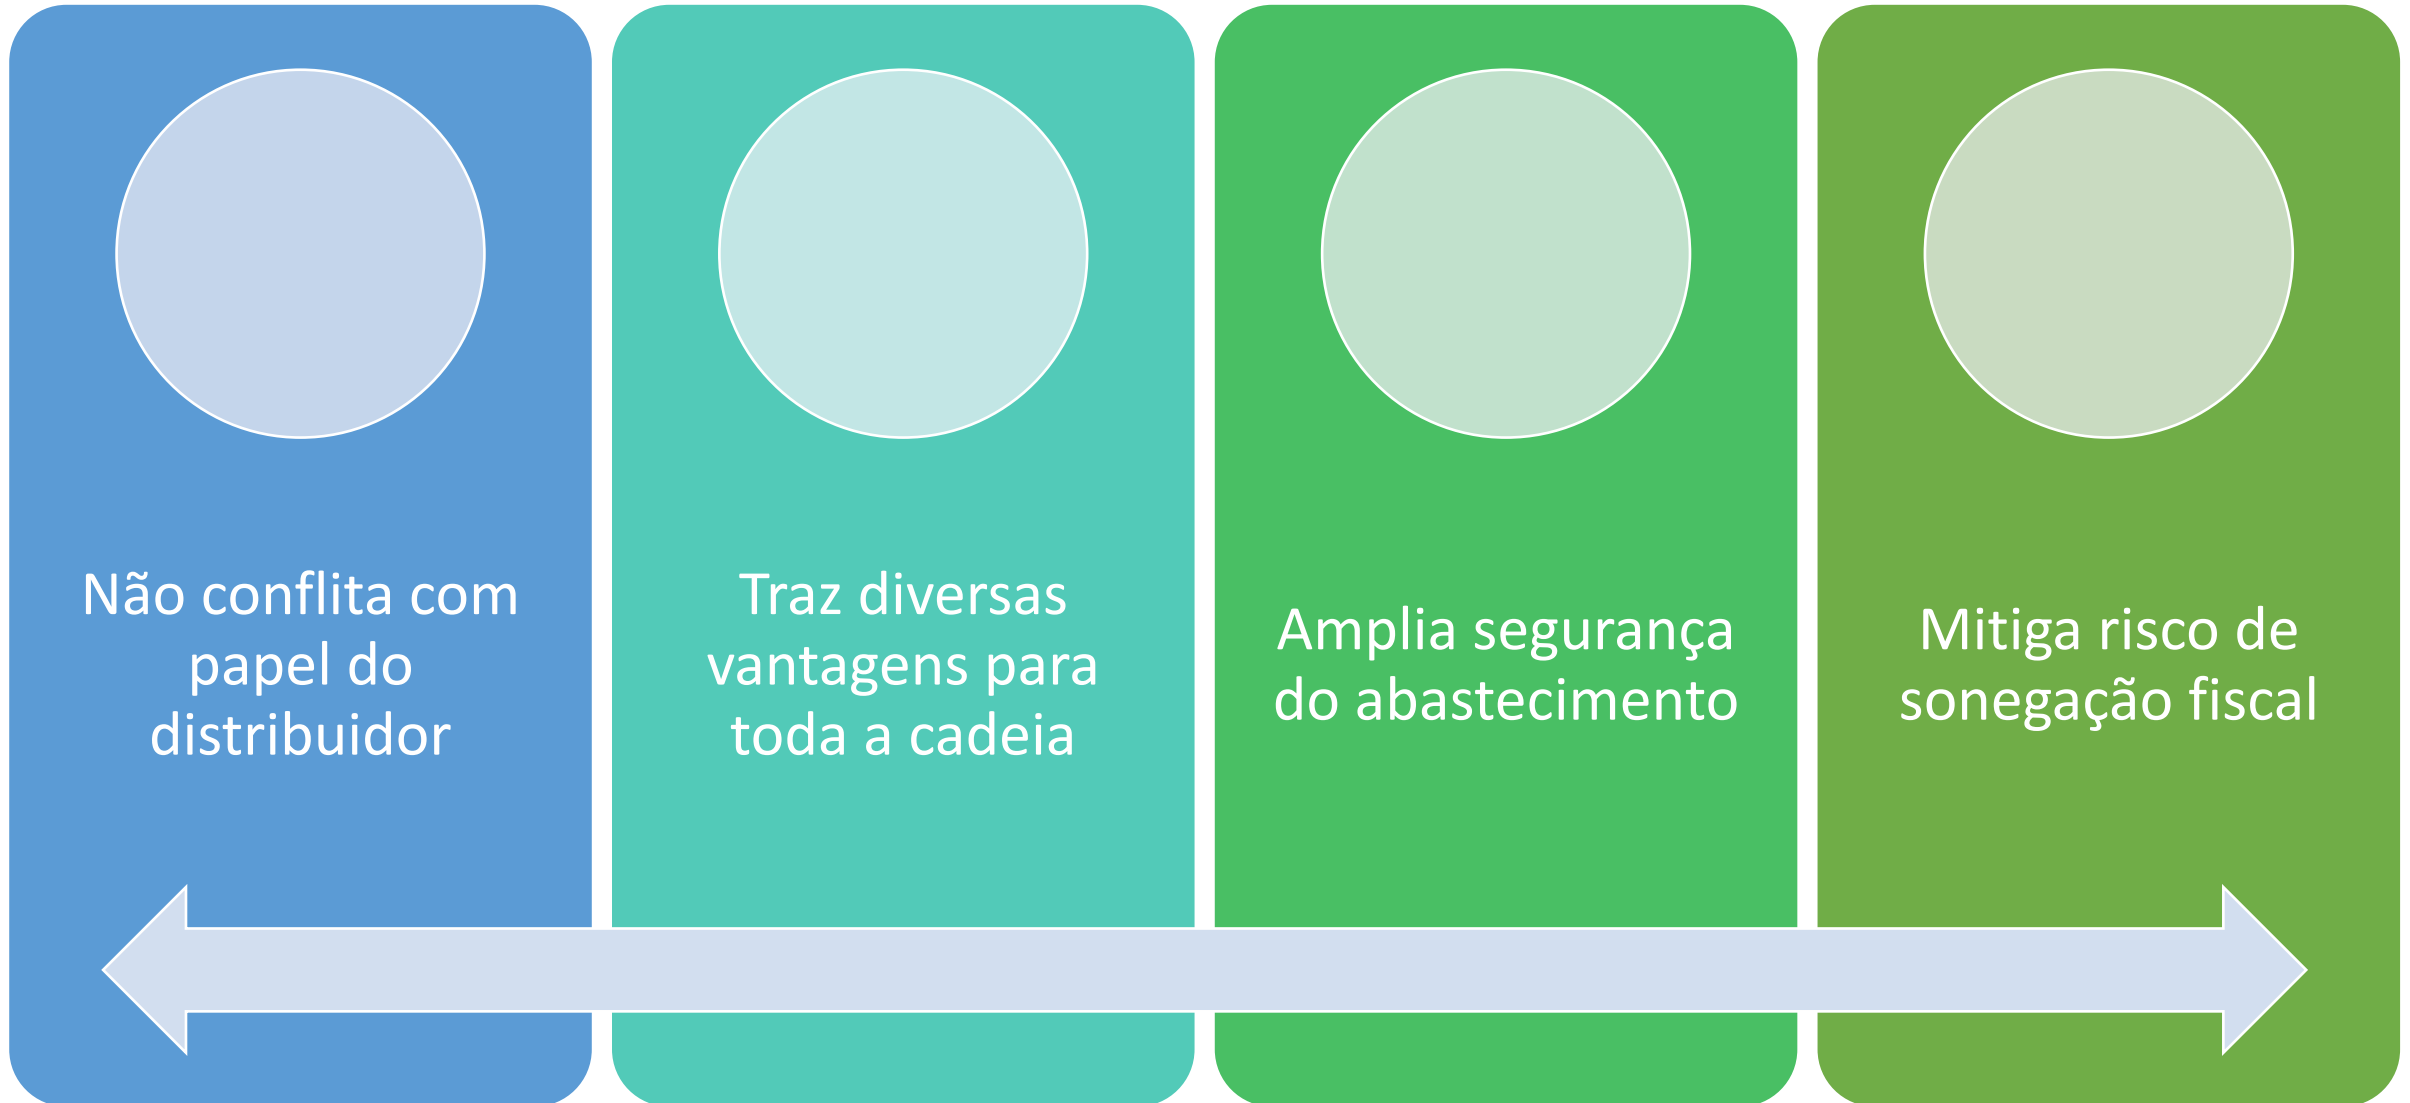 Não conflita com
papel do
distribuidor
Traz diversas
vantagens para
toda a cadeia
Amplia segurança
do abastecimento
Mitiga risco de
sonegação fiscal